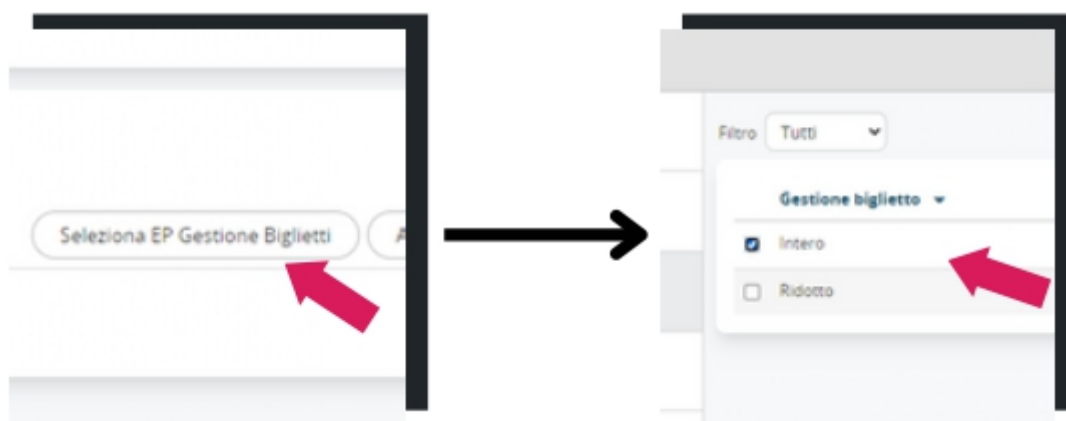 Seleziona EP Gestione Biglietti
A
Filtro Tutti
Gestione biglietto
Intero
Ridotto